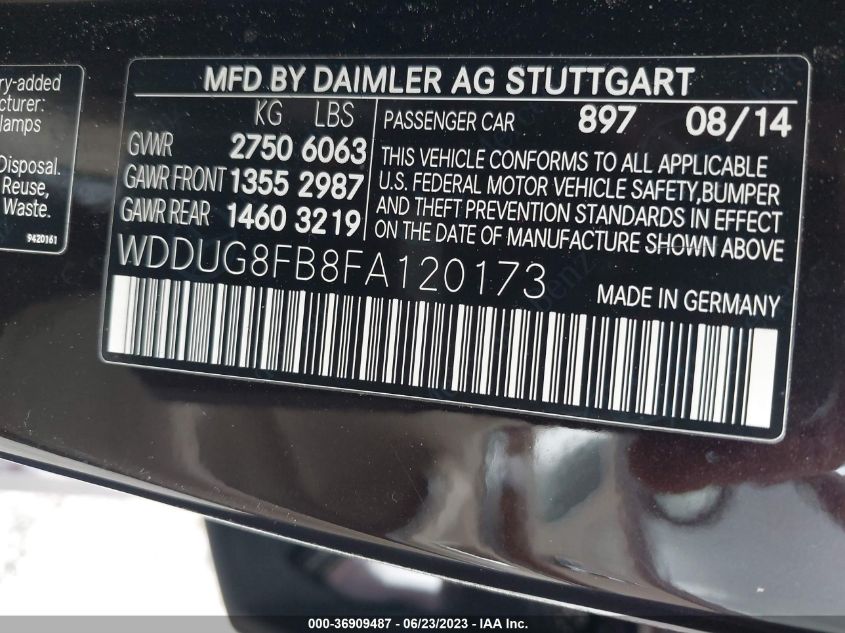 ry-added
cturer:
lamps
Disposal.
Reuse,
Waste.
9420161
MFD BY DAIMLER AG STUTTGART
KG LBS
GVWR 2750 6063
GAWR FRONT 1355 2987
GAWR REAR 1460 3219
PASSENGER CAR 897 08/14
THIS VEHICLE CONFORMS TO ALL APPLICABLE
U.S. FEDERAL MOTOR VEHICLE SAFETY,BUMPER
AND THEFT PREVENTION STANDARDS IN EFFECT
ON THE DATE OF MANUFACTURE SHOWN ABOVE
WDDUG8FB8FA120173
MADE IN GERMANY
000-36909487 - 06/23/2023 - IAA Inc.